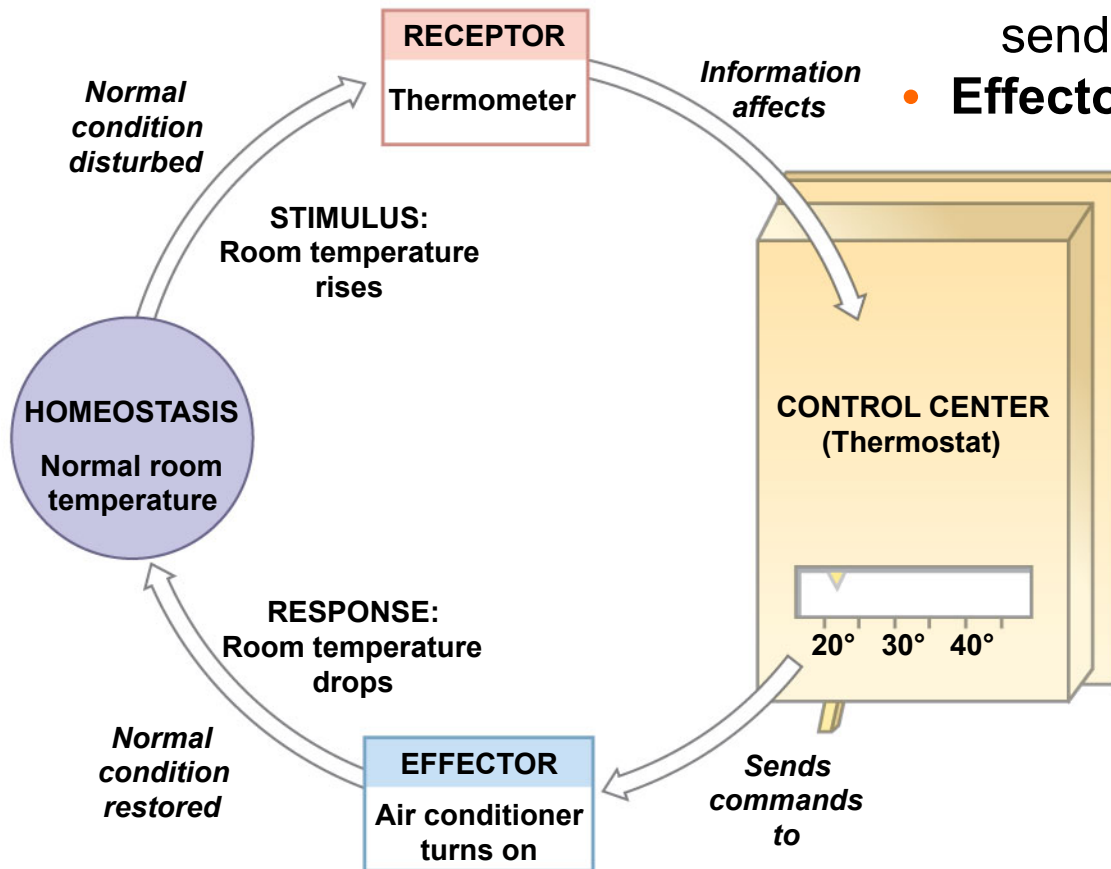 RECEPTOR
Thermometer
send
• Effecto
Information
affects
Normal
condition
disturbed
STIMULUS:
Room temperature
rises
HOMEOSTASIS
Normal room
temperature
CONTROL CENTER
(Thermostat)
20° 30° 40°
RESPONSE:
Room temperature
drops
Normal
condition
restored
EFFECTOR
Air conditioner
turns on
Sends
commands
to